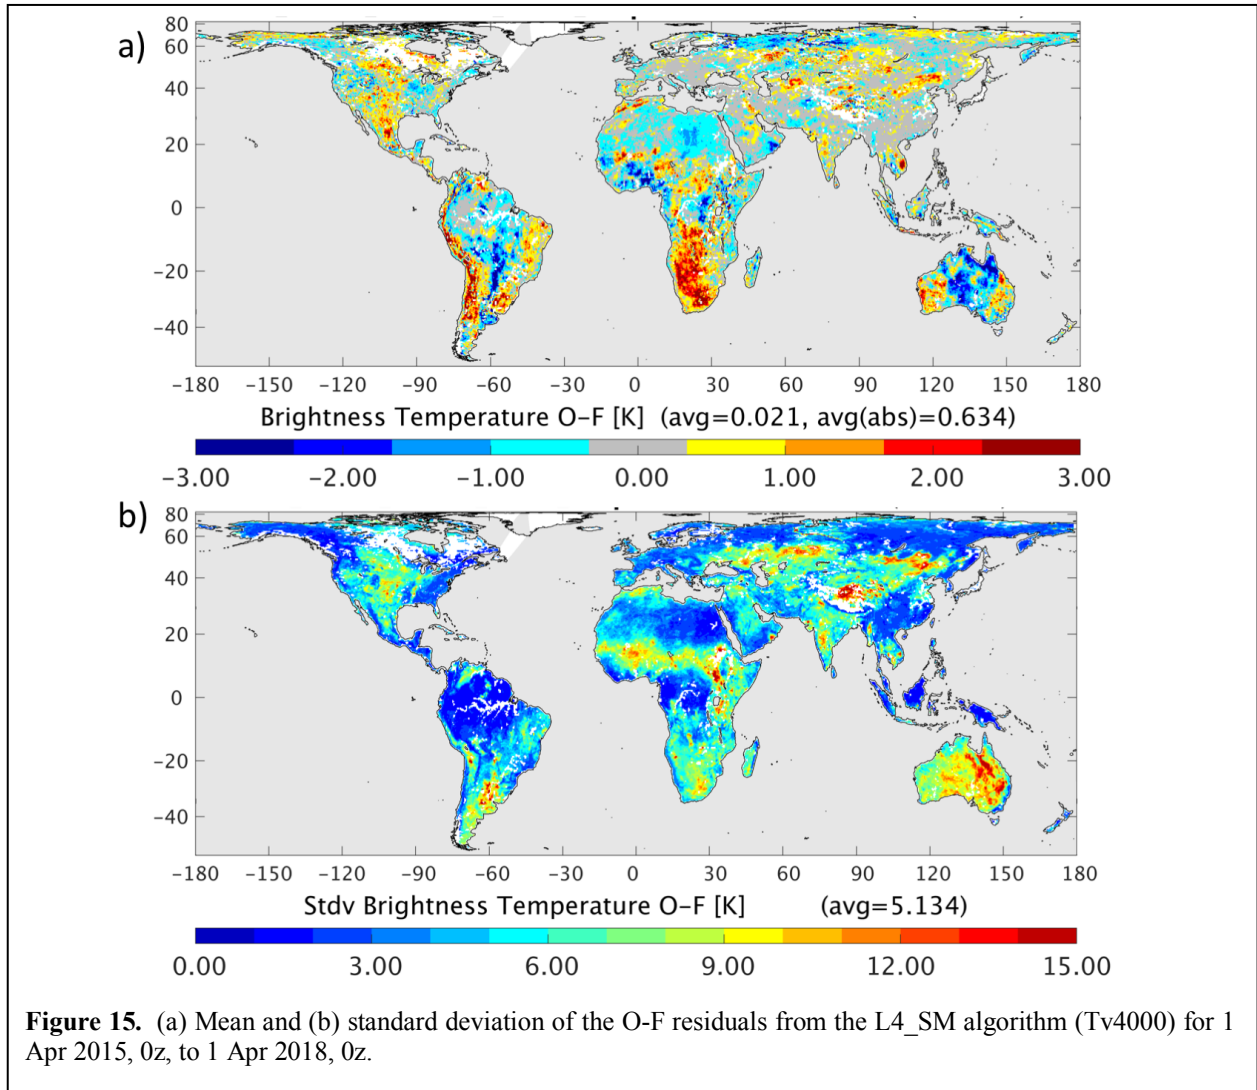 a)
80
60
40
20
0
−20
−40
−180 −150 −120 −90 −60 −30 0 30 60 90 120 150 180
Brightness Temperature O−F [K] (avg=0.021, avg(abs)=0.634)
−3.00 −2.00 −1.00 0.00 1.00 2.00 3.00
b)
80
60
40
20
0
−20
−40
−180 −150 −120 −90 −60 −30 0 30 60 90 120 150 180
Stdv Brightness Temperature O−F [K] (avg=5.134)
0.00 3.00 6.00 9.00 12.00 15.00
Figure 15. (a) Mean and (b) standard deviation of the O-F residuals from the L4_SM algorithm (Tv4000) for 1
Apr 2015, 0z, to 1 Apr 2018, 0z.